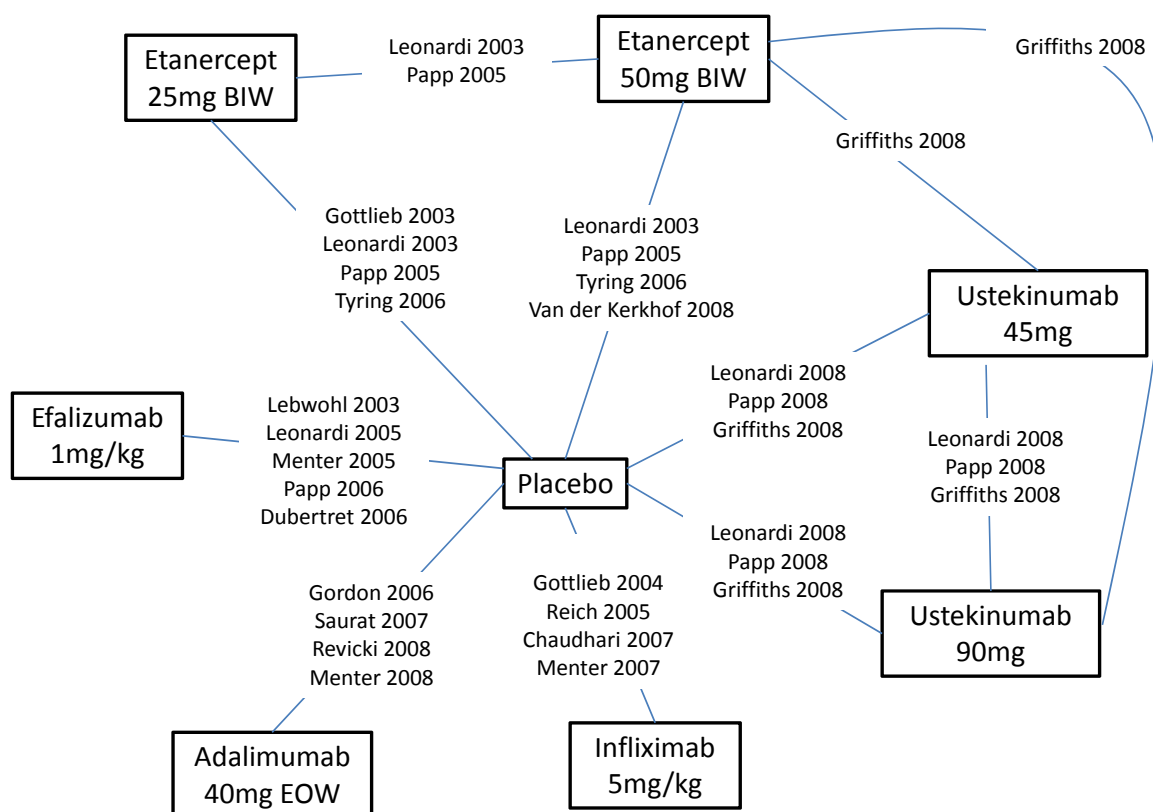 Etanercept
25mg BIW
Leonardi 2003
Papp 2005
Etanercept
50mg BIW
Griffiths 2008
Griffiths 2008
Gottlieb 2003
Leonardi 2003
Papp 2005
Tyring 2006
Leonardi 2003
Papp 2005
Tyring 2006
Van der Kerkhof 2008
Ustekinumab
45mg
Leonardi 2008
Papp 2008
Griffiths 2008
Efalizumab
1mg/kg
Lebwohl 2003
Leonardi 2005
Menter 2005
Papp 2006
Dubertret 2006
Placebo
Leonardi 2008
Papp 2008
Griffiths 2008
Leonardi 2008
Papp 2008
Griffiths 2008
Gordon 2006
Saurat 2007
Revicki 2008
Menter 2008
Gottlieb 2004
Reich 2005
Chaudhari 2007
Menter 2007
Ustekinumab
90mg
Adalimumab
40mg EOW
Infliximab
5mg/kg